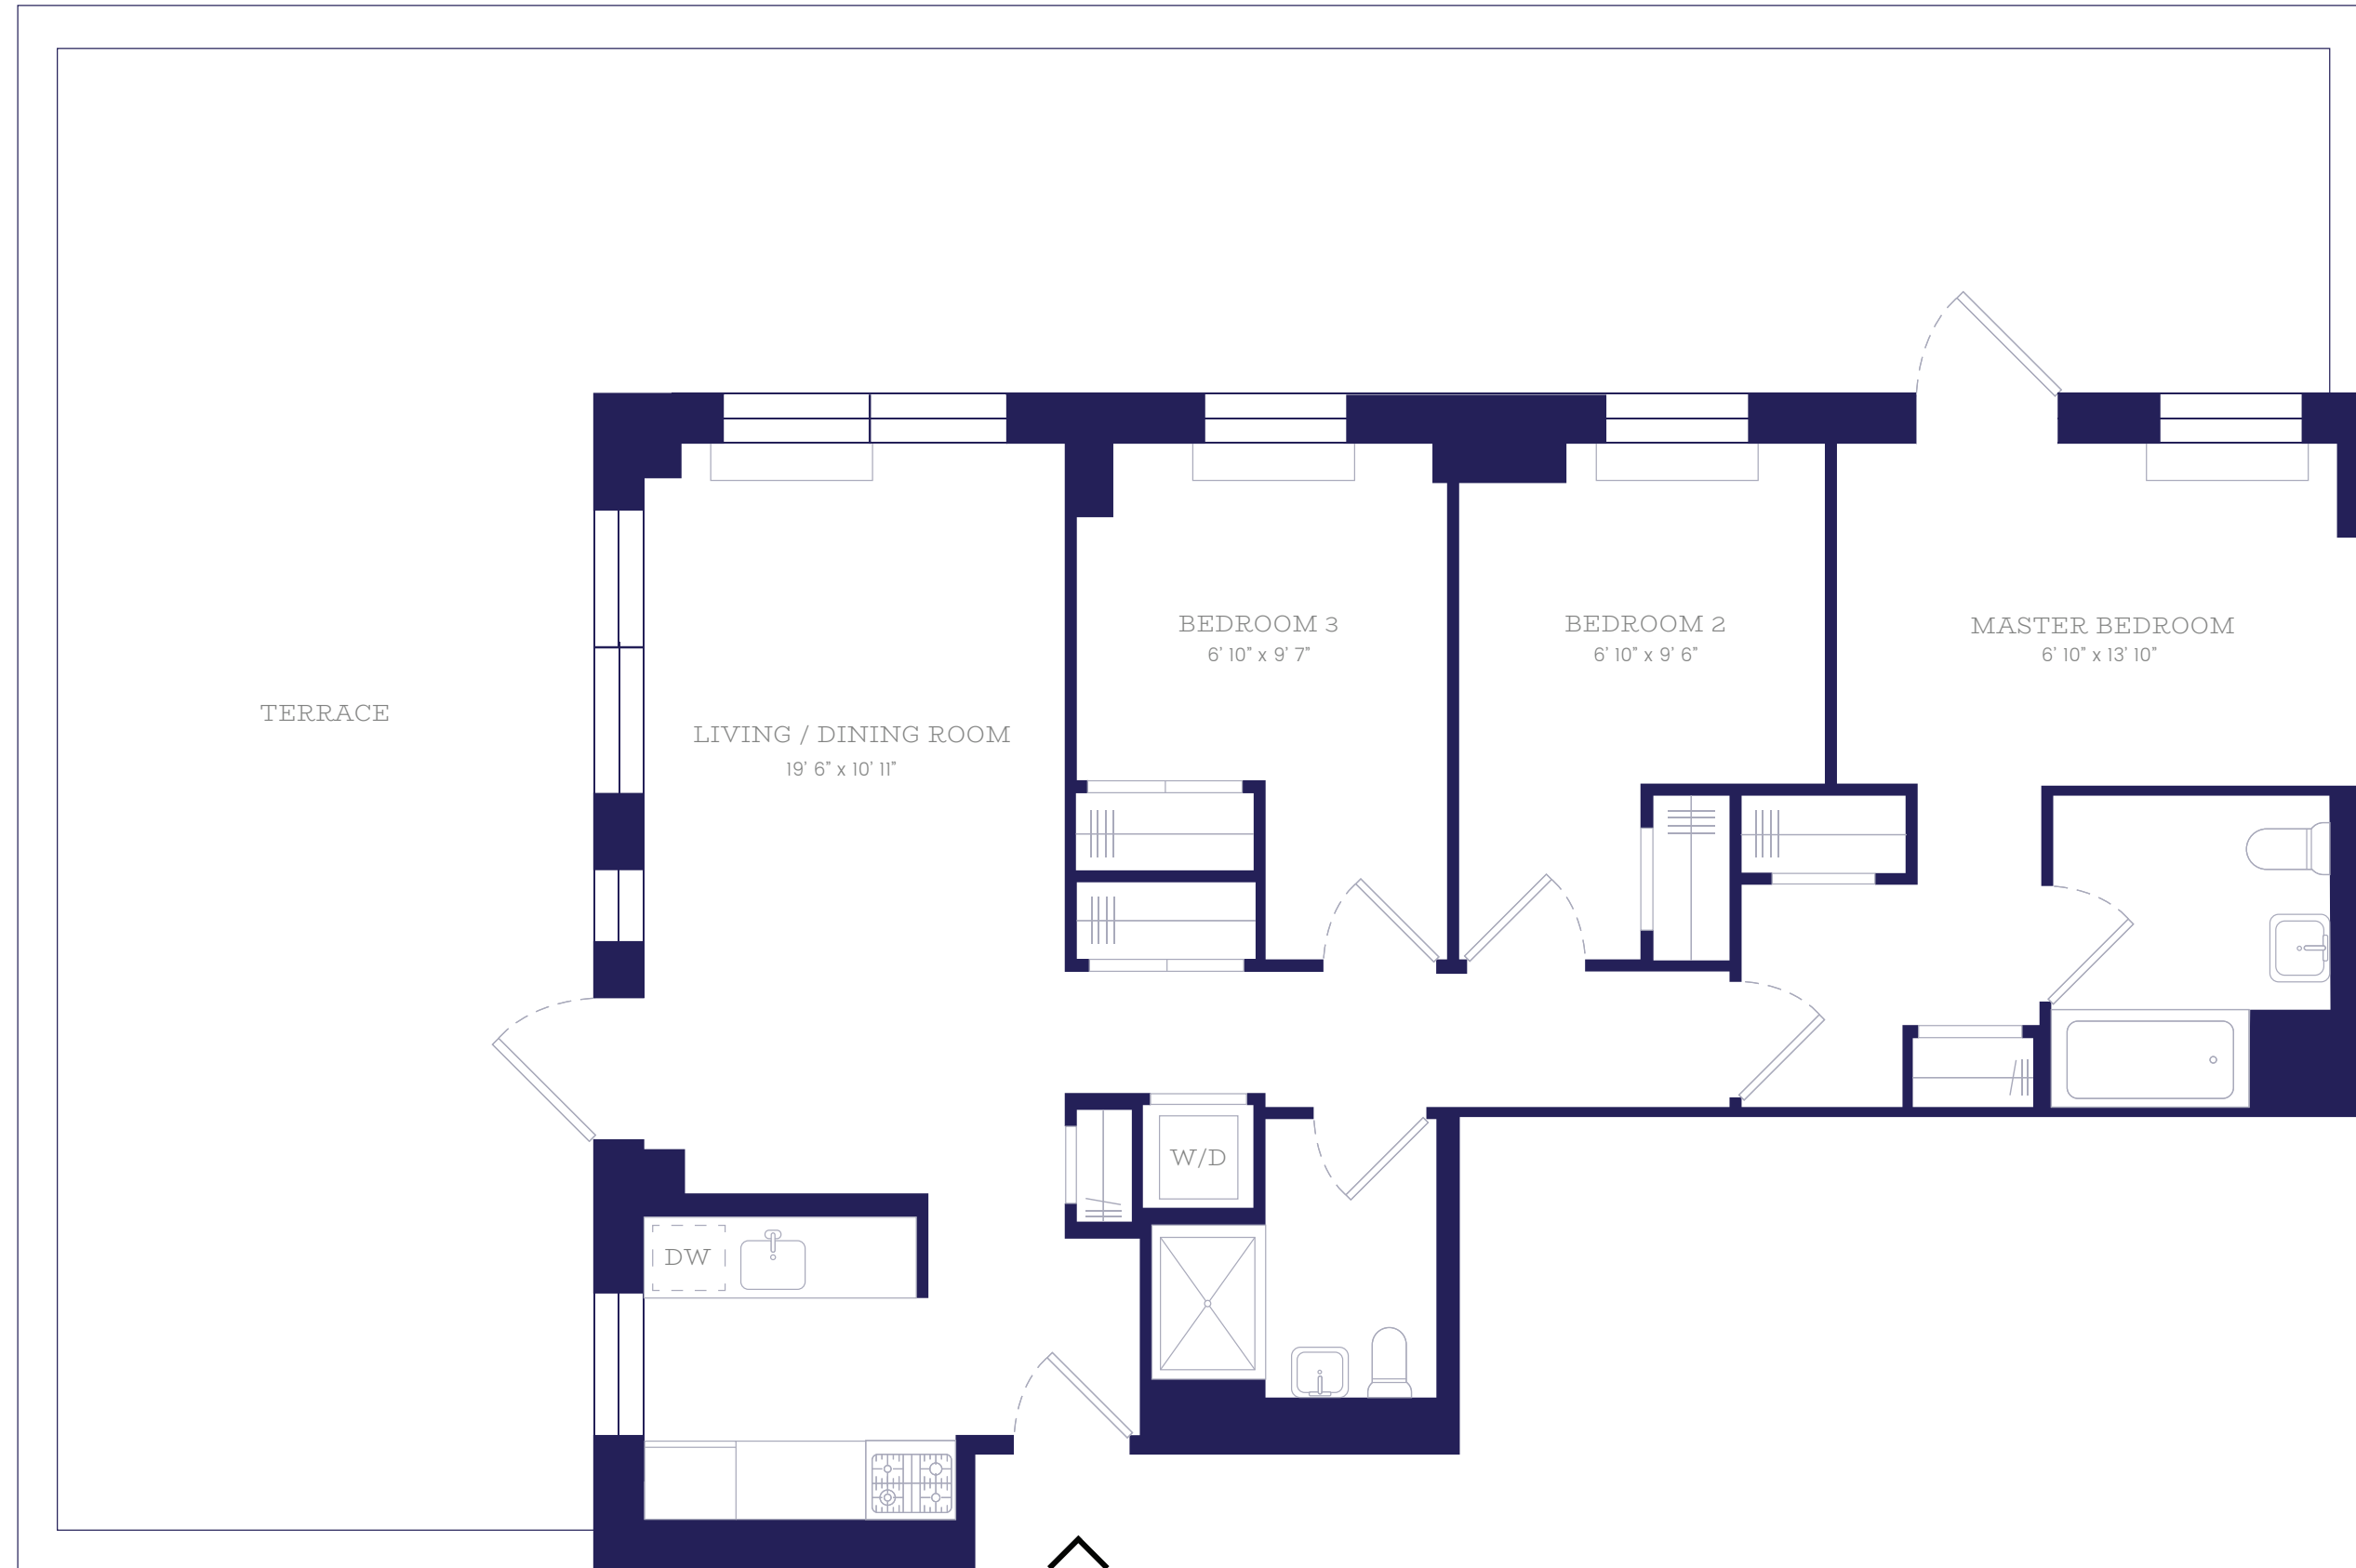 BEDROOM 3
6’ 10” x 9’ 7”
BEDROOM 2
6’ 10” x 9’ 6”
MASTER BEDROOM
6’ 10” x 13’ 10”
TERRACE
LIVING / DINING ROOM
19’ 6” x 10’ 11”
W/D
DW